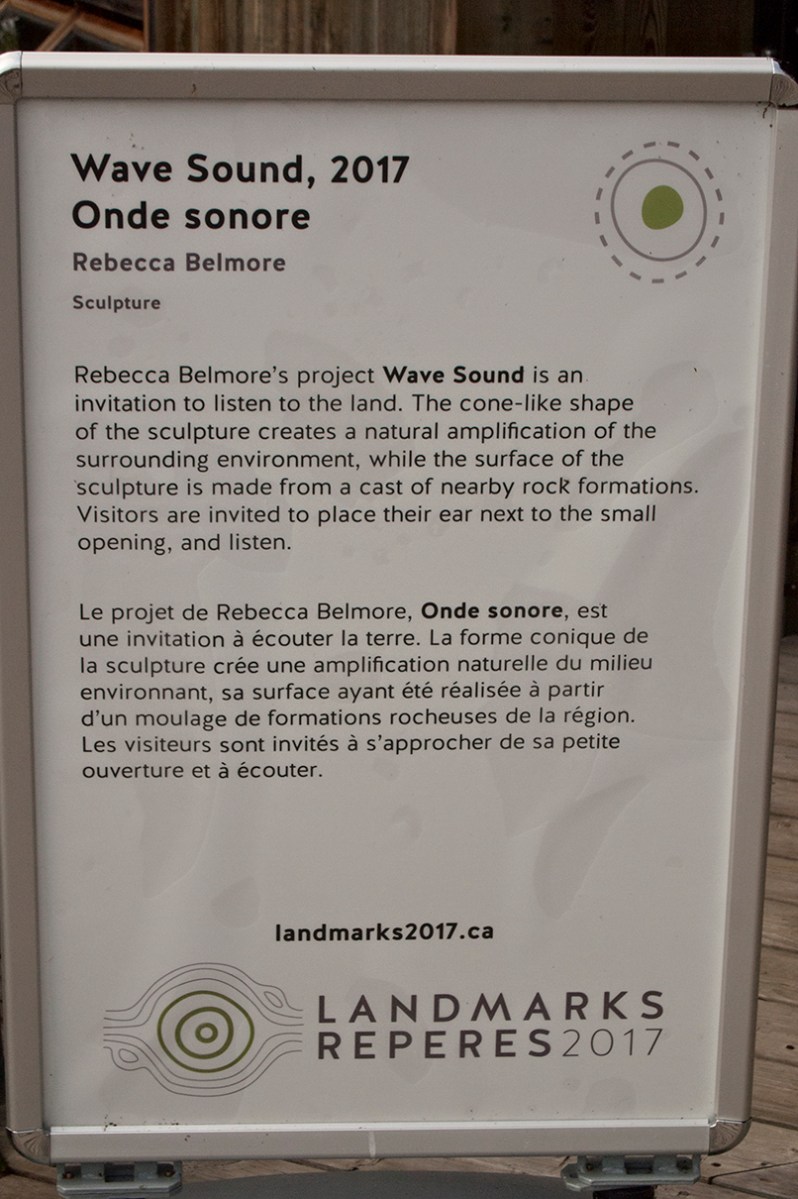 Wave Sound, 2017
Onde sonore
Rebecca Belmore
Sculpture
Rebecca Belmore's project Wave Sound is an
invitation to listen to the land. The cone-like shape
of the sculpture creates a natural amplification of the
surrounding environment, while the surface of the
sculpture is made from a cast of nearby rock formations.
Visitors are invited to place their ear next to the small
opening, and listen.
Le projet de Rebecca Belmore, Onde sonore, est
une invitation à écouter la terre. La forme conique de
la sculpture crée une amplification naturelle du milieu
environnant, sa surface ayant été réalisée à partir
d'un moulage de formations rocheuses de la région.
Les visiteurs sont invités à s'approcher de sa petite
ouverture et à écouter.
landmarks2017.ca
LANDMARKS
REPERES2017